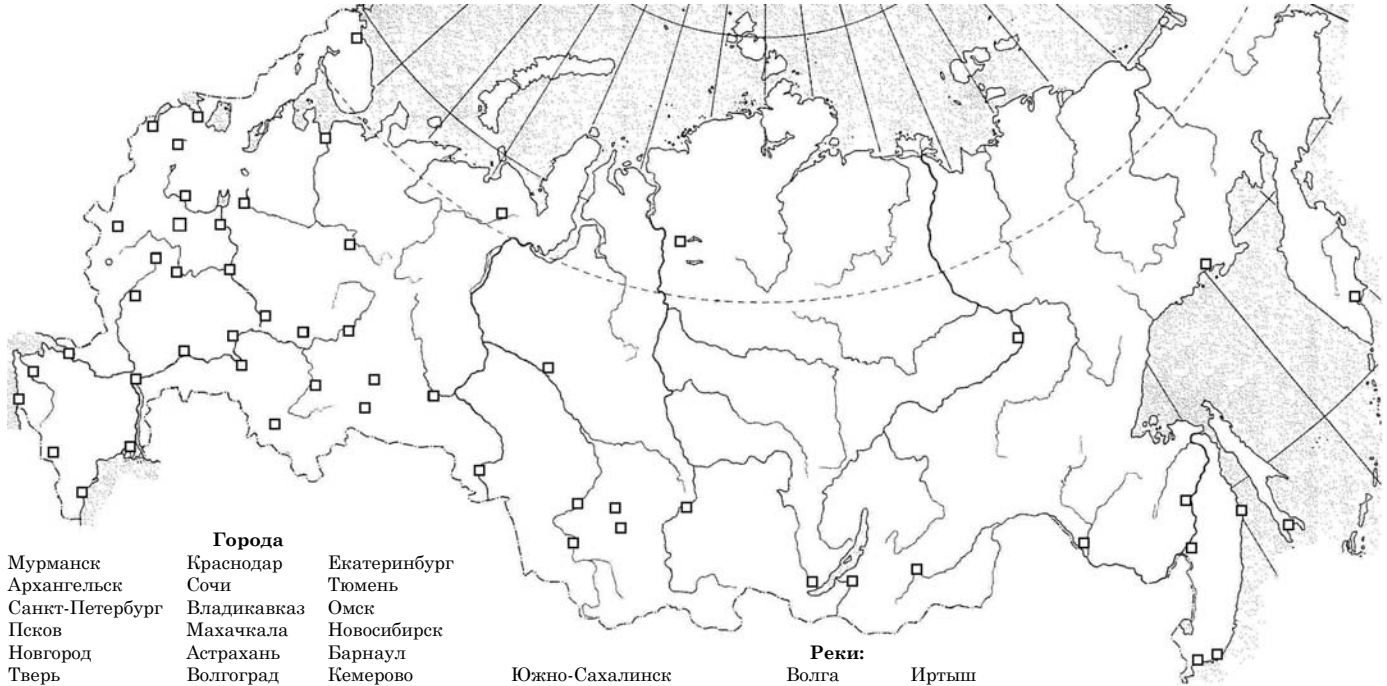 Города
Мурманск Краснодар Екатеринбург
Архангельск Сочи Тюмень
Санкт-Петербург Владикавказ Омск
Псков Махачкала Новосибирск
Новгород Астрахань Барнаул
Тверь Волгоград Кемерово Южно-Сахалинск
Реки:
Волга Иртыш